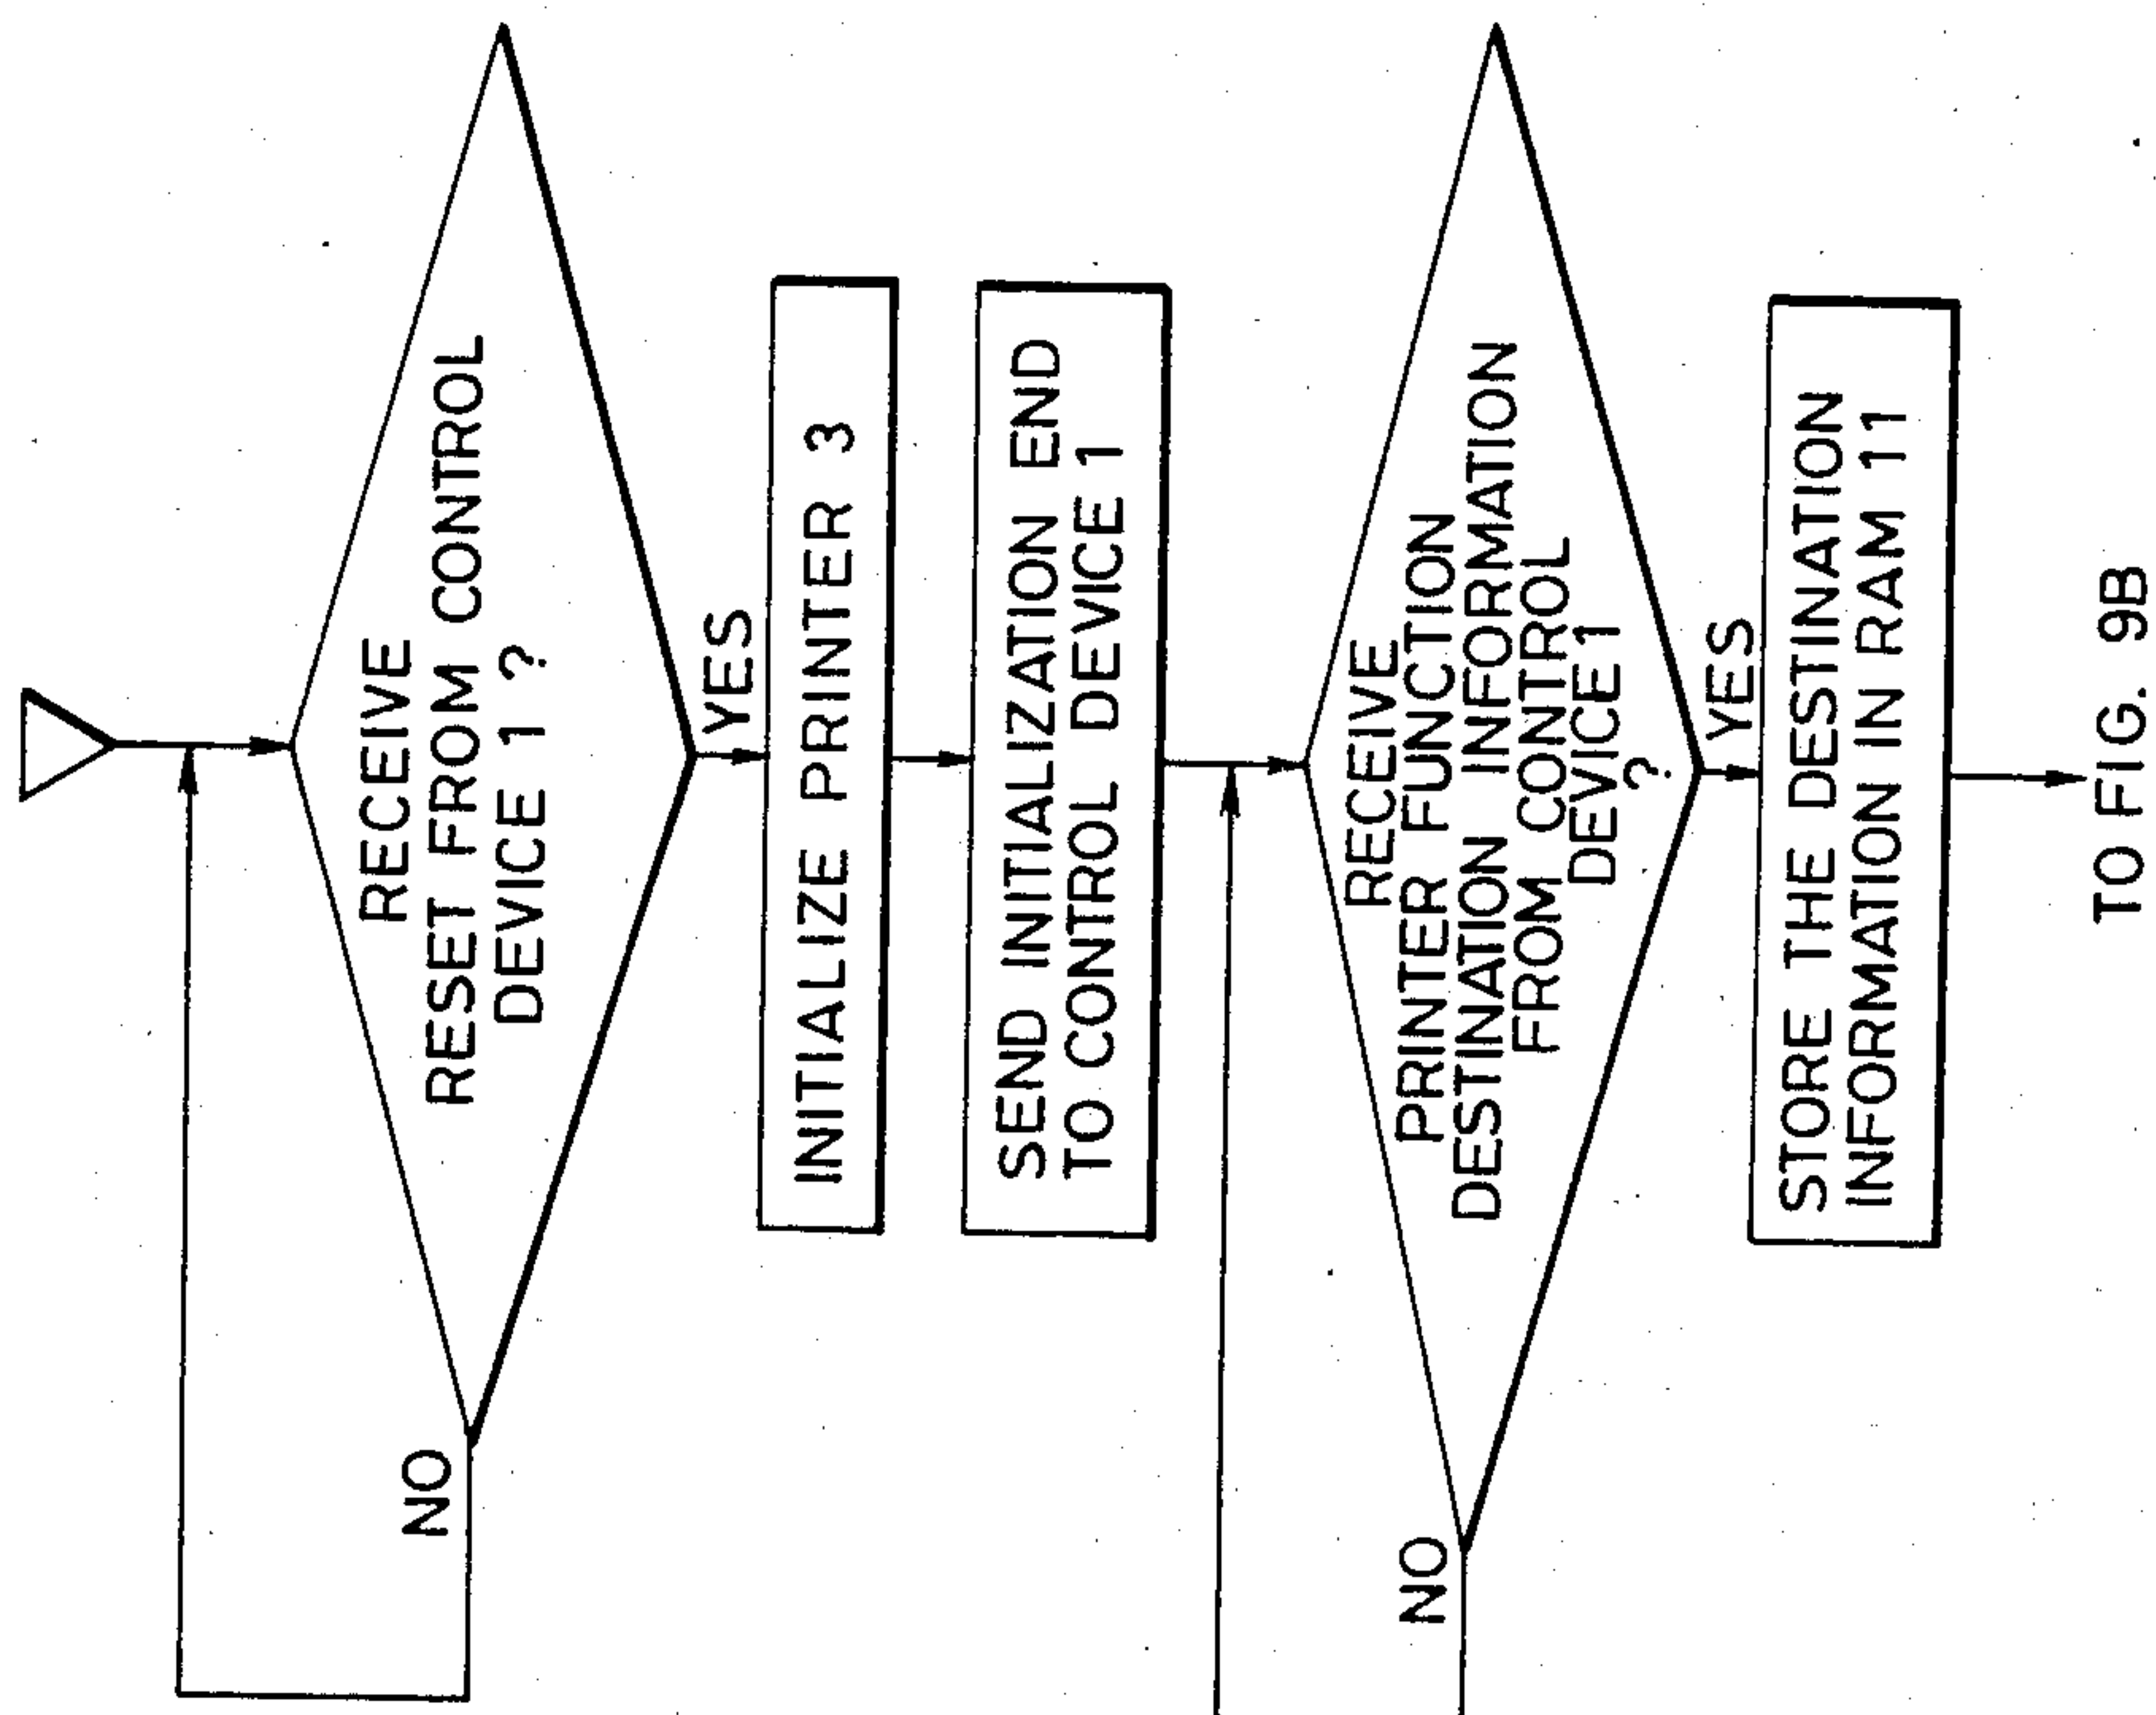 RECEIVE
RESET FROM CONTROL
DEVICE 1 ?
NO
YES
INITIALIZE PRINTER 3
SEND INITIALIZATION END
TO CONTROL DEVICE 1
RECEIVE
PRINTER FUNCTION
DESTINATION INFORMATION
FROM CONTROL
DEVICE 1
?
NO
YES
STORE THE DESTINATION
INFORMATION IN RAM 11
TO FIG. 9B